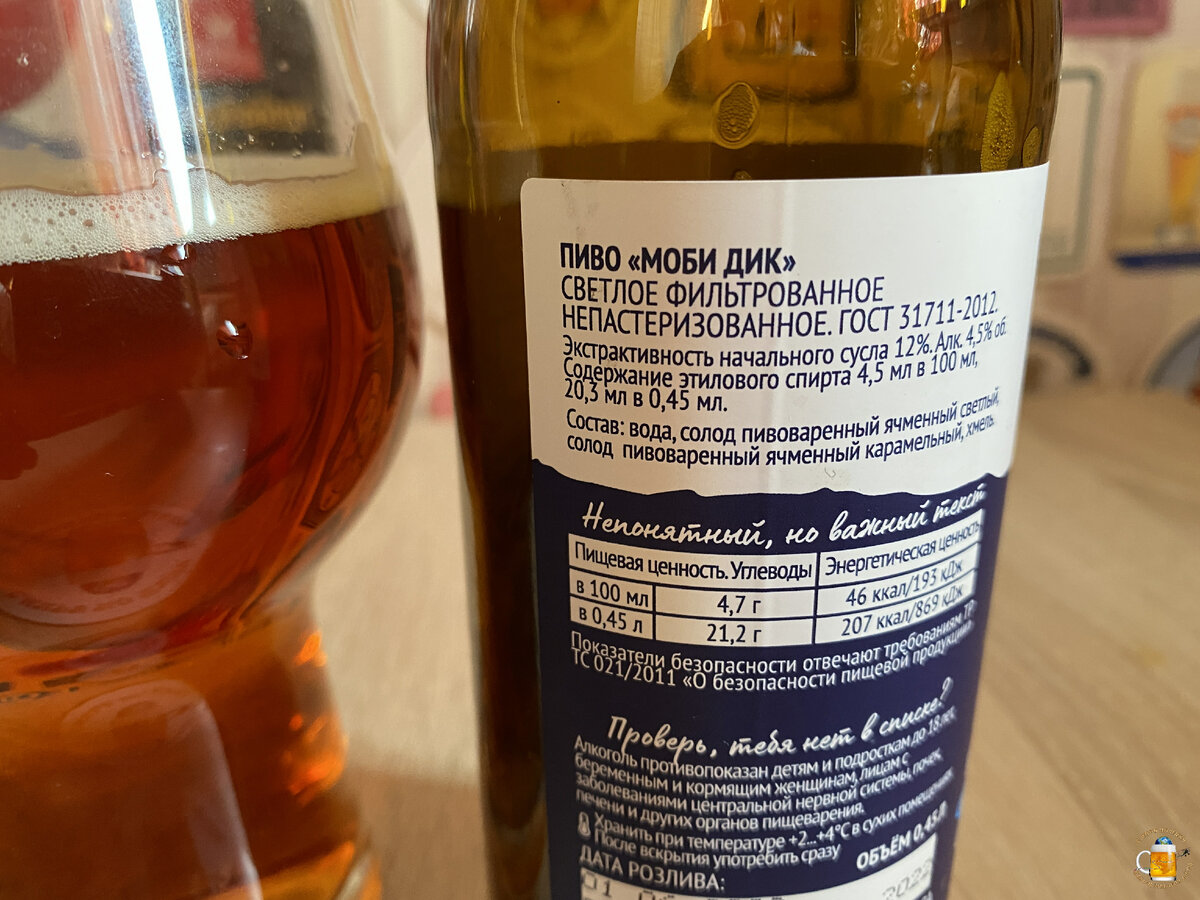 ПИВО «МОБИ ДИК»
СВЕТЛОЕ ФИЛЬТРОВАННОЕ
НЕПАСТЕРИЗОВАННОЕ. ГОСТ 31711-2012.
Экстрактивность начального сусла 12%. Алк. 4,5% об.
Содержание этилового спирта 4,5 мл в 100 мл,
20,3 мл в 0,45 мл.
Состав: вода, солод пивоваренный ячменный светлый,
солод пивоваренный ячменный карамельный, хмель.
Непонятный, но важный текст
Пищевая ценность. Углеводы Энергетическая ценность
в 100 мл 4,7 г 46 ккал/193 кДж
в 0,45 л 21,2 г 207 ккал/869 кДж
Показатели безопасности отвечают требованиям ТР
ТС 021/2011 «О безопасности пищевой продукции».
Проверь, тебя нет в списке?
Алкоголь противопоказан детям и подросткам до 18 лет,
беременным и кормящим женщинам, лицам с
заболеваниями центральной нервной системы, почек,
печени и других органов пищеварения.
Хранить при температуре +2...+4°С в сухих помещениях
После вскрытия употребить сразу
ОБЪЁМ 0,45 Л
ДАТА РОЗЛИВА:
01 2022